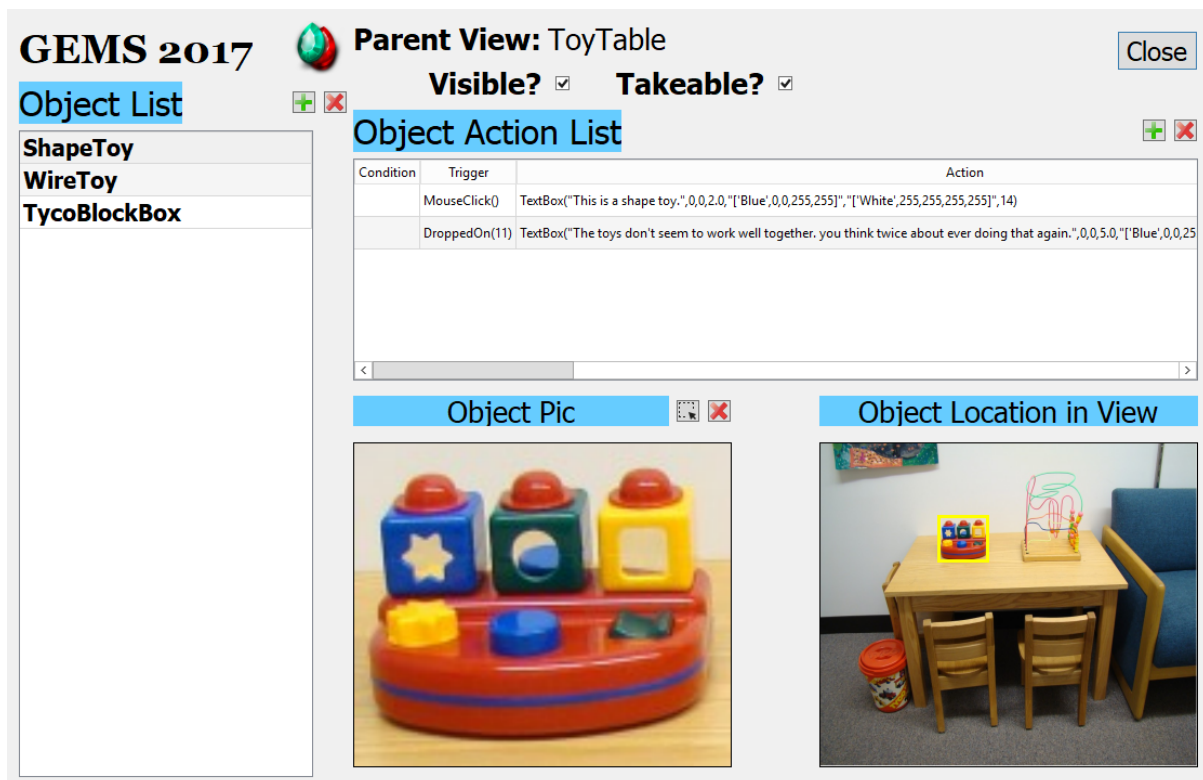 GEMS 2017
Parent View: ToyTable
Close
Visible? Takeable?
Object List
Object Action List
ShapeToy
WireToy
TycoBlockBox
Condition Trigger Action
MouseClick() TextBox("This is a shape toy.",0,0,2.0,"['Blue',0,0,255,255]","['White',255,255,255,255]",14)
DroppedOn(11) TextBox("The toys don't seem to work well together. you think twice about ever doing that again.",0,0,5.0,"['Blue',0,0,25
Object Pic
Object Location in View